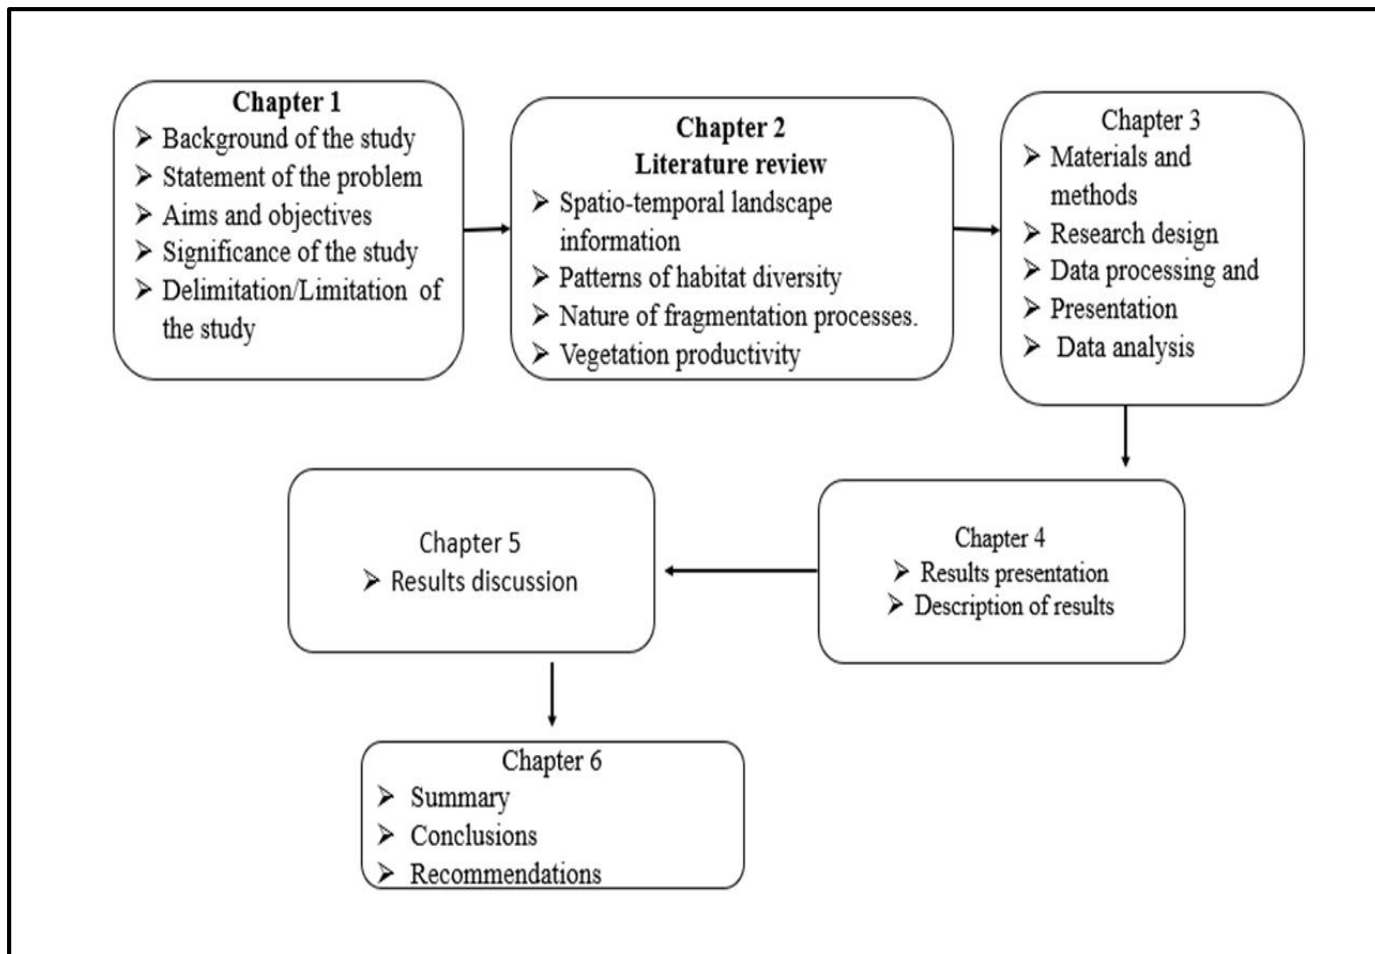 Chapter 1
➢ Background of the study
➢ Statement of the problem
➢ Aims and objectives
➢ Significance of the study
➢ Delimitation/Limitation of
the study
Chapter 2
Literature review
➢ Spatio-temporal landscape
information
➢ Patterns of habitat diversity
➢ Nature of fragmentation processes.
➢ Vegetation productivity
Chapter 3
➢ Materials and
methods
➢ Research design
➢ Data processing and
➢ Presentation
➢ Data analysis
Chapter 4
➢ Results presentation
➢ Description of results
Chapter 5
➢ Results discussion
Chapter 6
➢ Summary
➢ Conclusions
➢ Recommendations